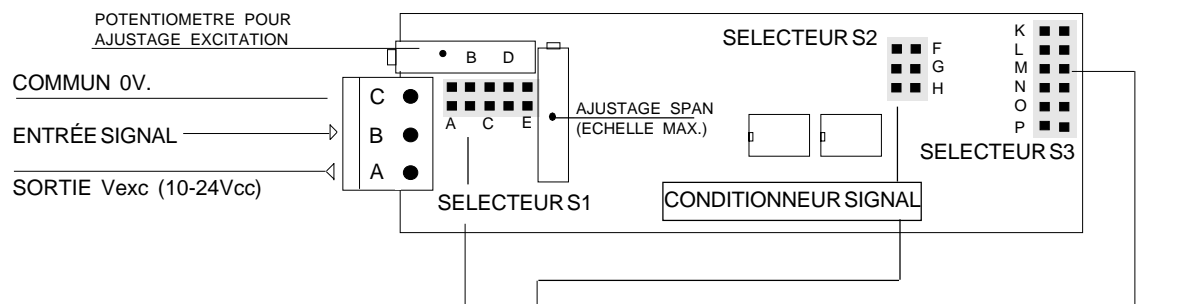 POTENTIOMETRE POUR
AJUSTAGE EXCITATION
COMMUN 0V.
ENTRÉE SIGNAL
SORTIE Vexc (10-24Vcc)
C
B
A
B D
A C E
SELECTEUR S1
AJUSTAGE SPAN
(ECHELLE MAX.)
SELECTEUR S2
F
G
H
CONDITIONNEUR SIGNAL
K
L
M
N
O
P
SELECTEUR S3